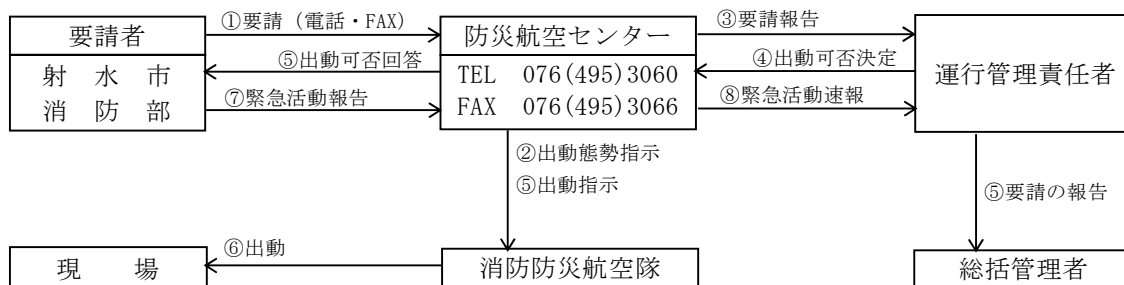 要請者
射水市
消防部
①要請（電話・FAX）
⑤出動可否回答
⑦緊急活動報告
防災航空センター
TEL 076(495)3060
FAX 076(495)3066
③要請報告
④出動可否決定
⑧緊急活動速報
運行管理責任者
②出動態勢指示
⑤出動指示
⑤要請の報告
現場
⑥出動
消防防災航空隊
総括管理者